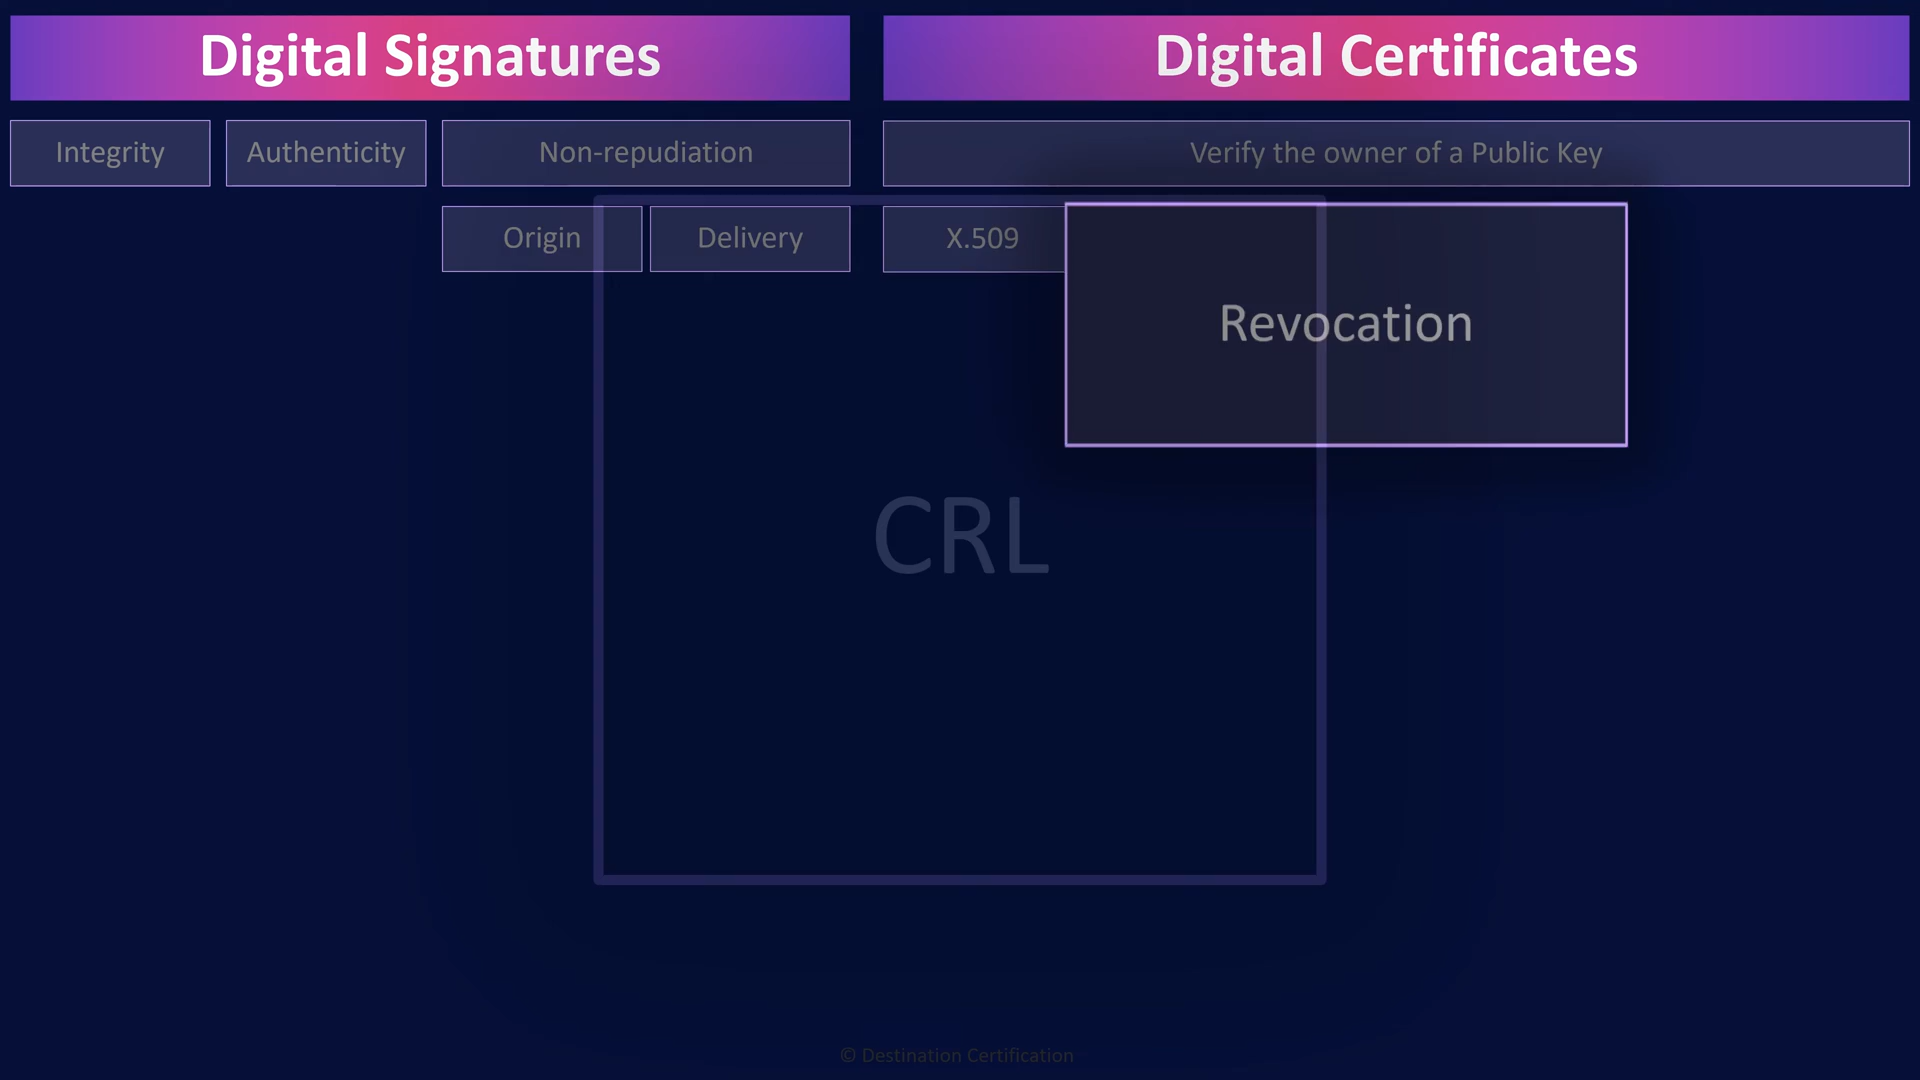 Digital Signatures
Digital Certificates
Integrity
Authenticity
Non-repudiation
Verify the owner of a Public Key
Origin
Delivery
X.509
Revocation
CRL
© Destination Certification